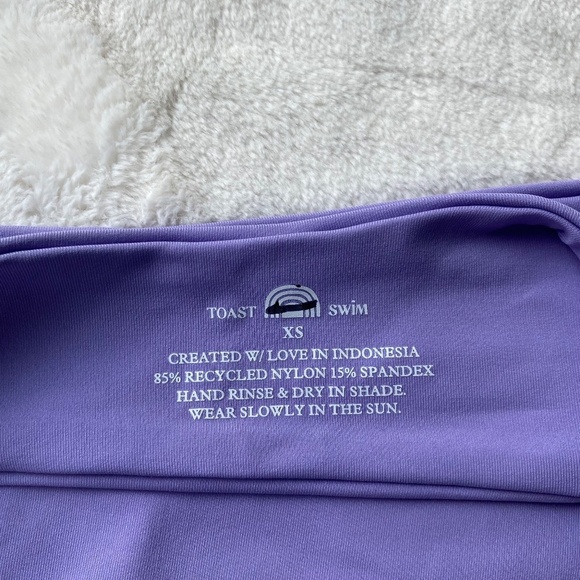 TOAST SWiM
XS
CREATED W/ LOVE IN INDONESIA
85% RECYCLED NYLON 15% SPANDEX
HAND RINSE & DRY IN SHADE.
WEAR SLOWLY IN THE SUN.